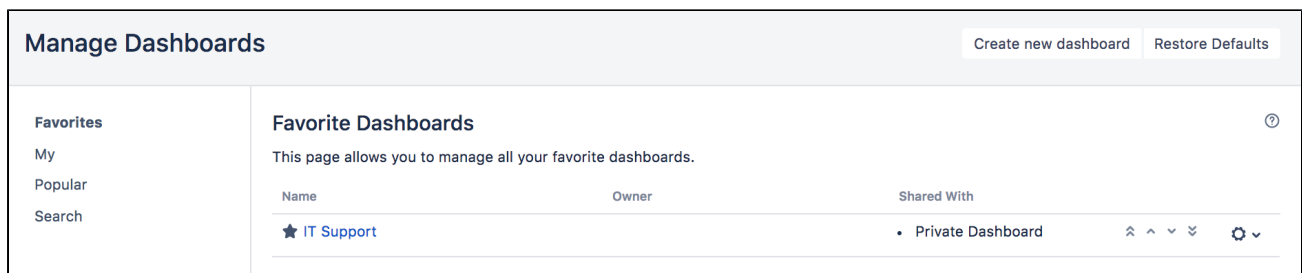 Manage Dashboards
Create new dashboard Restore Defaults
Favorites
My
Popular
Search
Favorite Dashboards
This page allows you to manage all your favorite dashboards.
Name Owner Shared With
IT Support • Private Dashboard